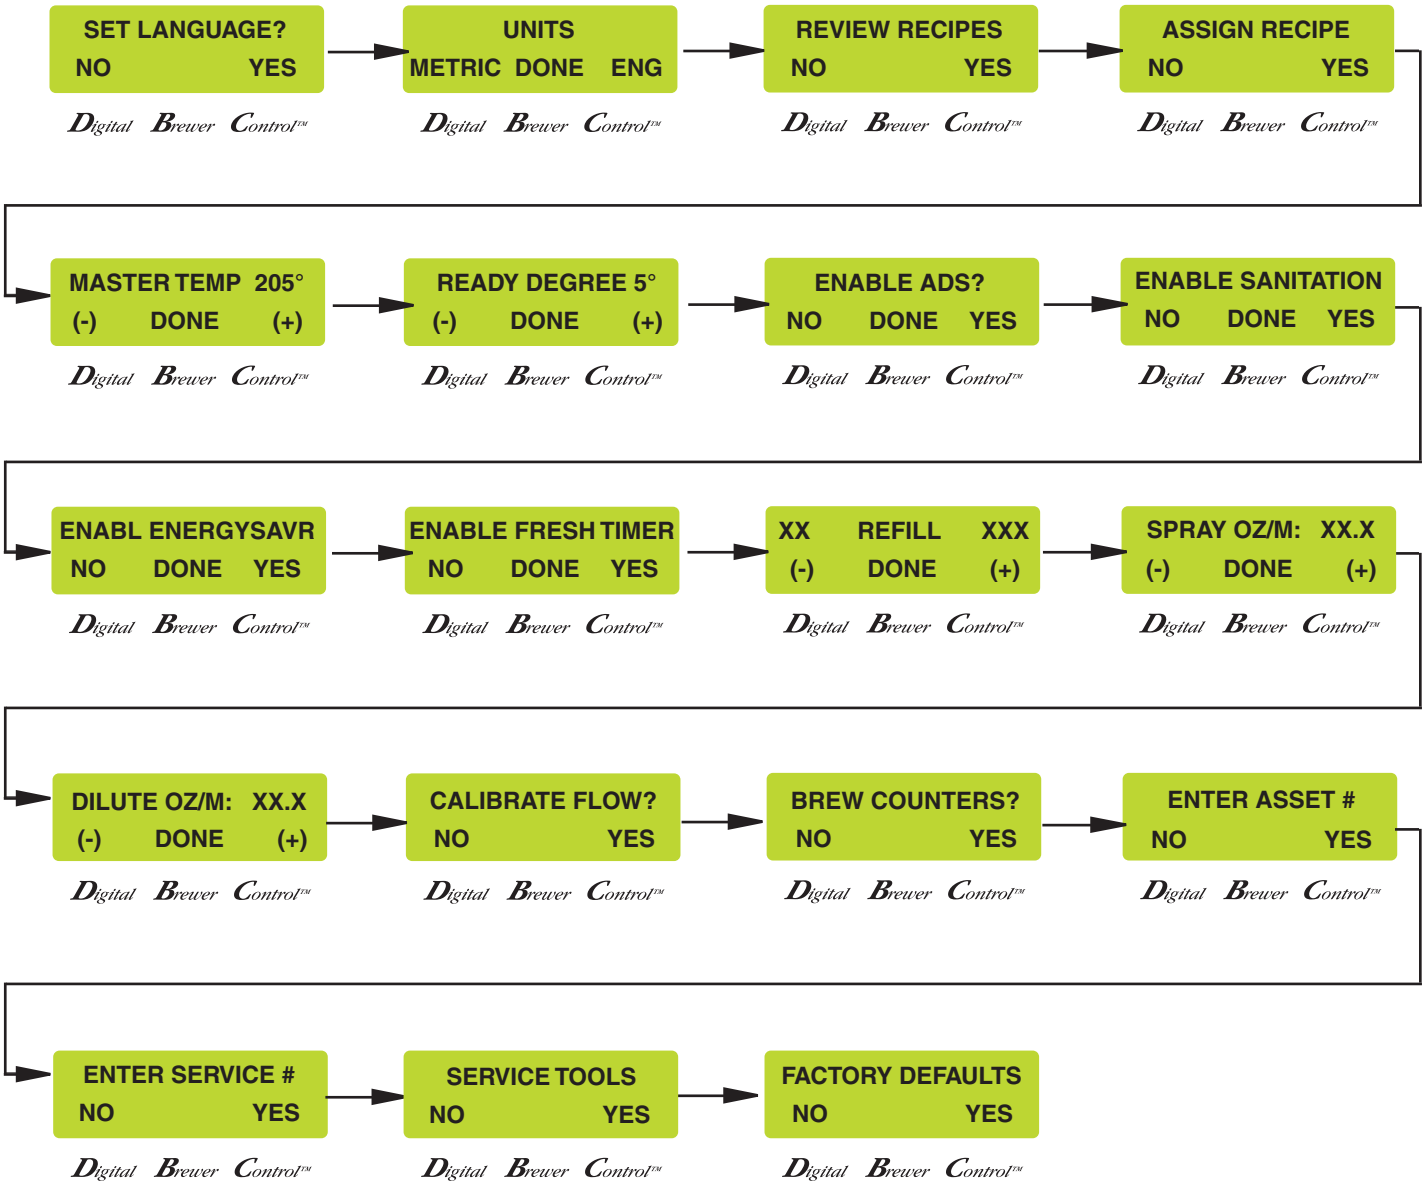 SET LANGUAGE?
NO YES
Digital Brewer Control™
UNITS
METRIC DONE ENG
Digital Brewer Control™
REVIEW RECIPES
NO YES
Digital Brewer Control™
ASSIGN RECIPE
NO YES
Digital Brewer Control™
MASTER TEMP 205°
(-) DONE (+)
Digital Brewer Control™
READY DEGREE 5°
(-) DONE (+)
Digital Brewer Control™
ENABLE ADS?
NO DONE YES
Digital Brewer Control™
ENABLE SANITATION
NO DONE YES
Digital Brewer Control™
ENABL ENERGYSAVR
NO DONE YES
Digital Brewer Control™
ENABLE FRESH TIMER
NO DONE YES
Digital Brewer Control™
XX REFILL XXX
(-) DONE (+)
Digital Brewer Control™
SPRAY OZ/M: XX.X
(-) DONE (+)
Digital Brewer Control™
DILUTE OZ/M: XX.X
(-) DONE (+)
Digital Brewer Control™
CALIBRATE FLOW?
NO YES
Digital Brewer Control™
BREW COUNTERS?
NO YES
Digital Brewer Control™
ENTER ASSET #
NO YES
Digital Brewer Control™
ENTER SERVICE #
NO YES
Digital Brewer Control™
SERVICE TOOLS
NO YES
Digital Brewer Control™
FACTORY DEFAULTS
NO YES
Digital Brewer Control™